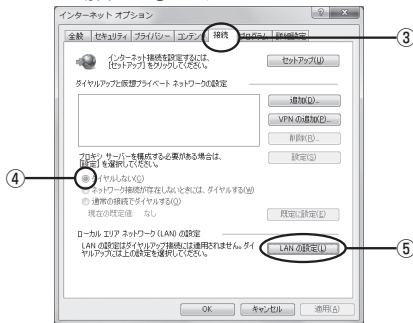 インターネット オプション
全般 セキュリティ プライバシー コンテンツ 接続 プログラム 詳細設定
③
インターネット接続を設定するには、
[セットアップ] をクリックしてください。
セットアップ(U)
ダイヤルアップと仮想プライベート ネットワークの設定
追加(D)...
VPN の追加(P)...
削除(R)...
プロキシ サーバーを構成する必要がある場合は、
[設定] を選択してください。
設定(S)
④
ダイヤルしない(C)
ネットワーク接続が存在しないときには、ダイヤルする(W)
通常の接続でダイヤルする(O)
現在の既定値 なし
既定に設定(E)
ローカル エリア ネットワーク (LAN) の設定
LAN の設定はダイヤルアップ接続には適用されません。ダイ
ヤルアップには上の設定を選択してください。
LAN の設定(L)
⑤
OK キャンセル 適用(A)